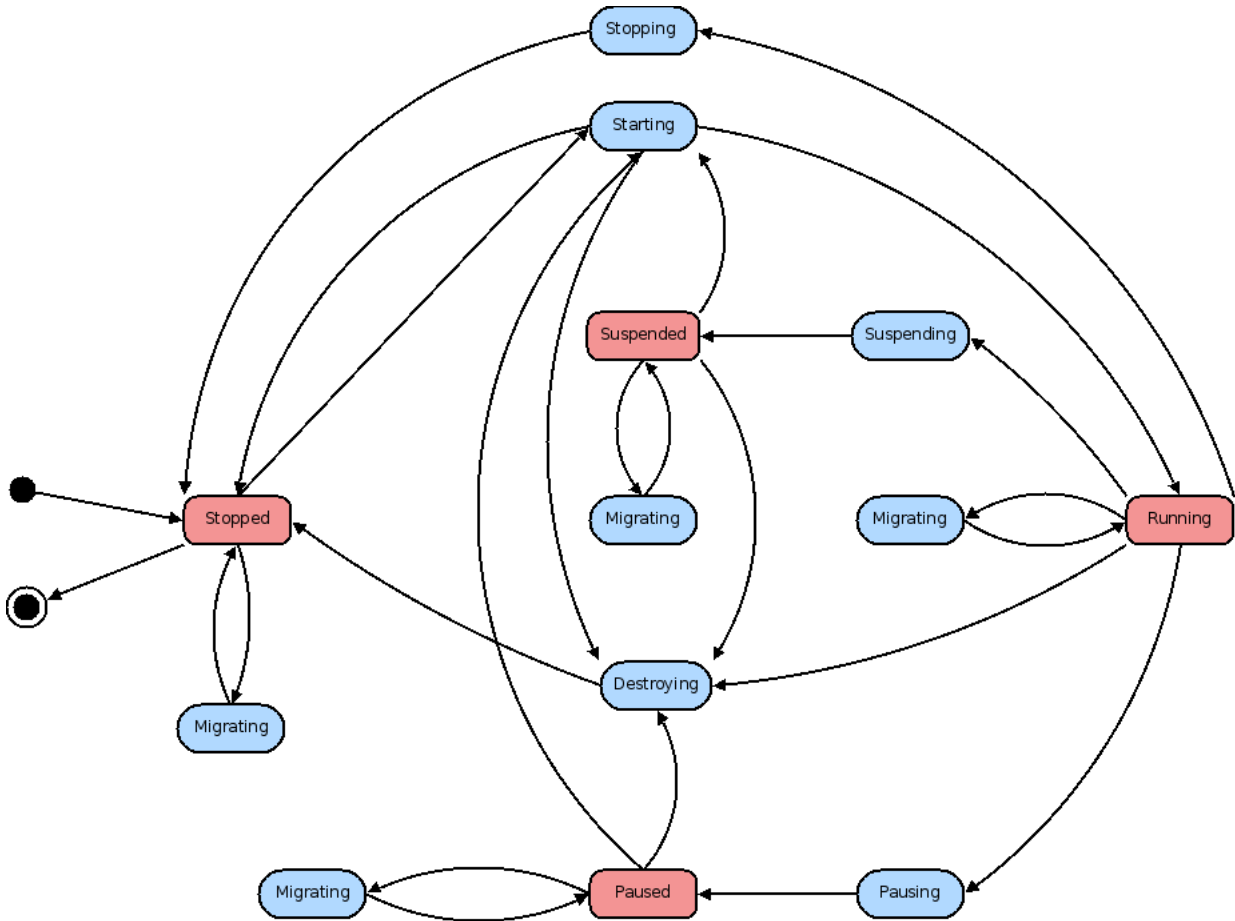 Stopping
Starting
Suspended
Suspending
Stopped
Migrating
Migrating
Running
Destroying
Migrating
Migrating
Paused
Pausing